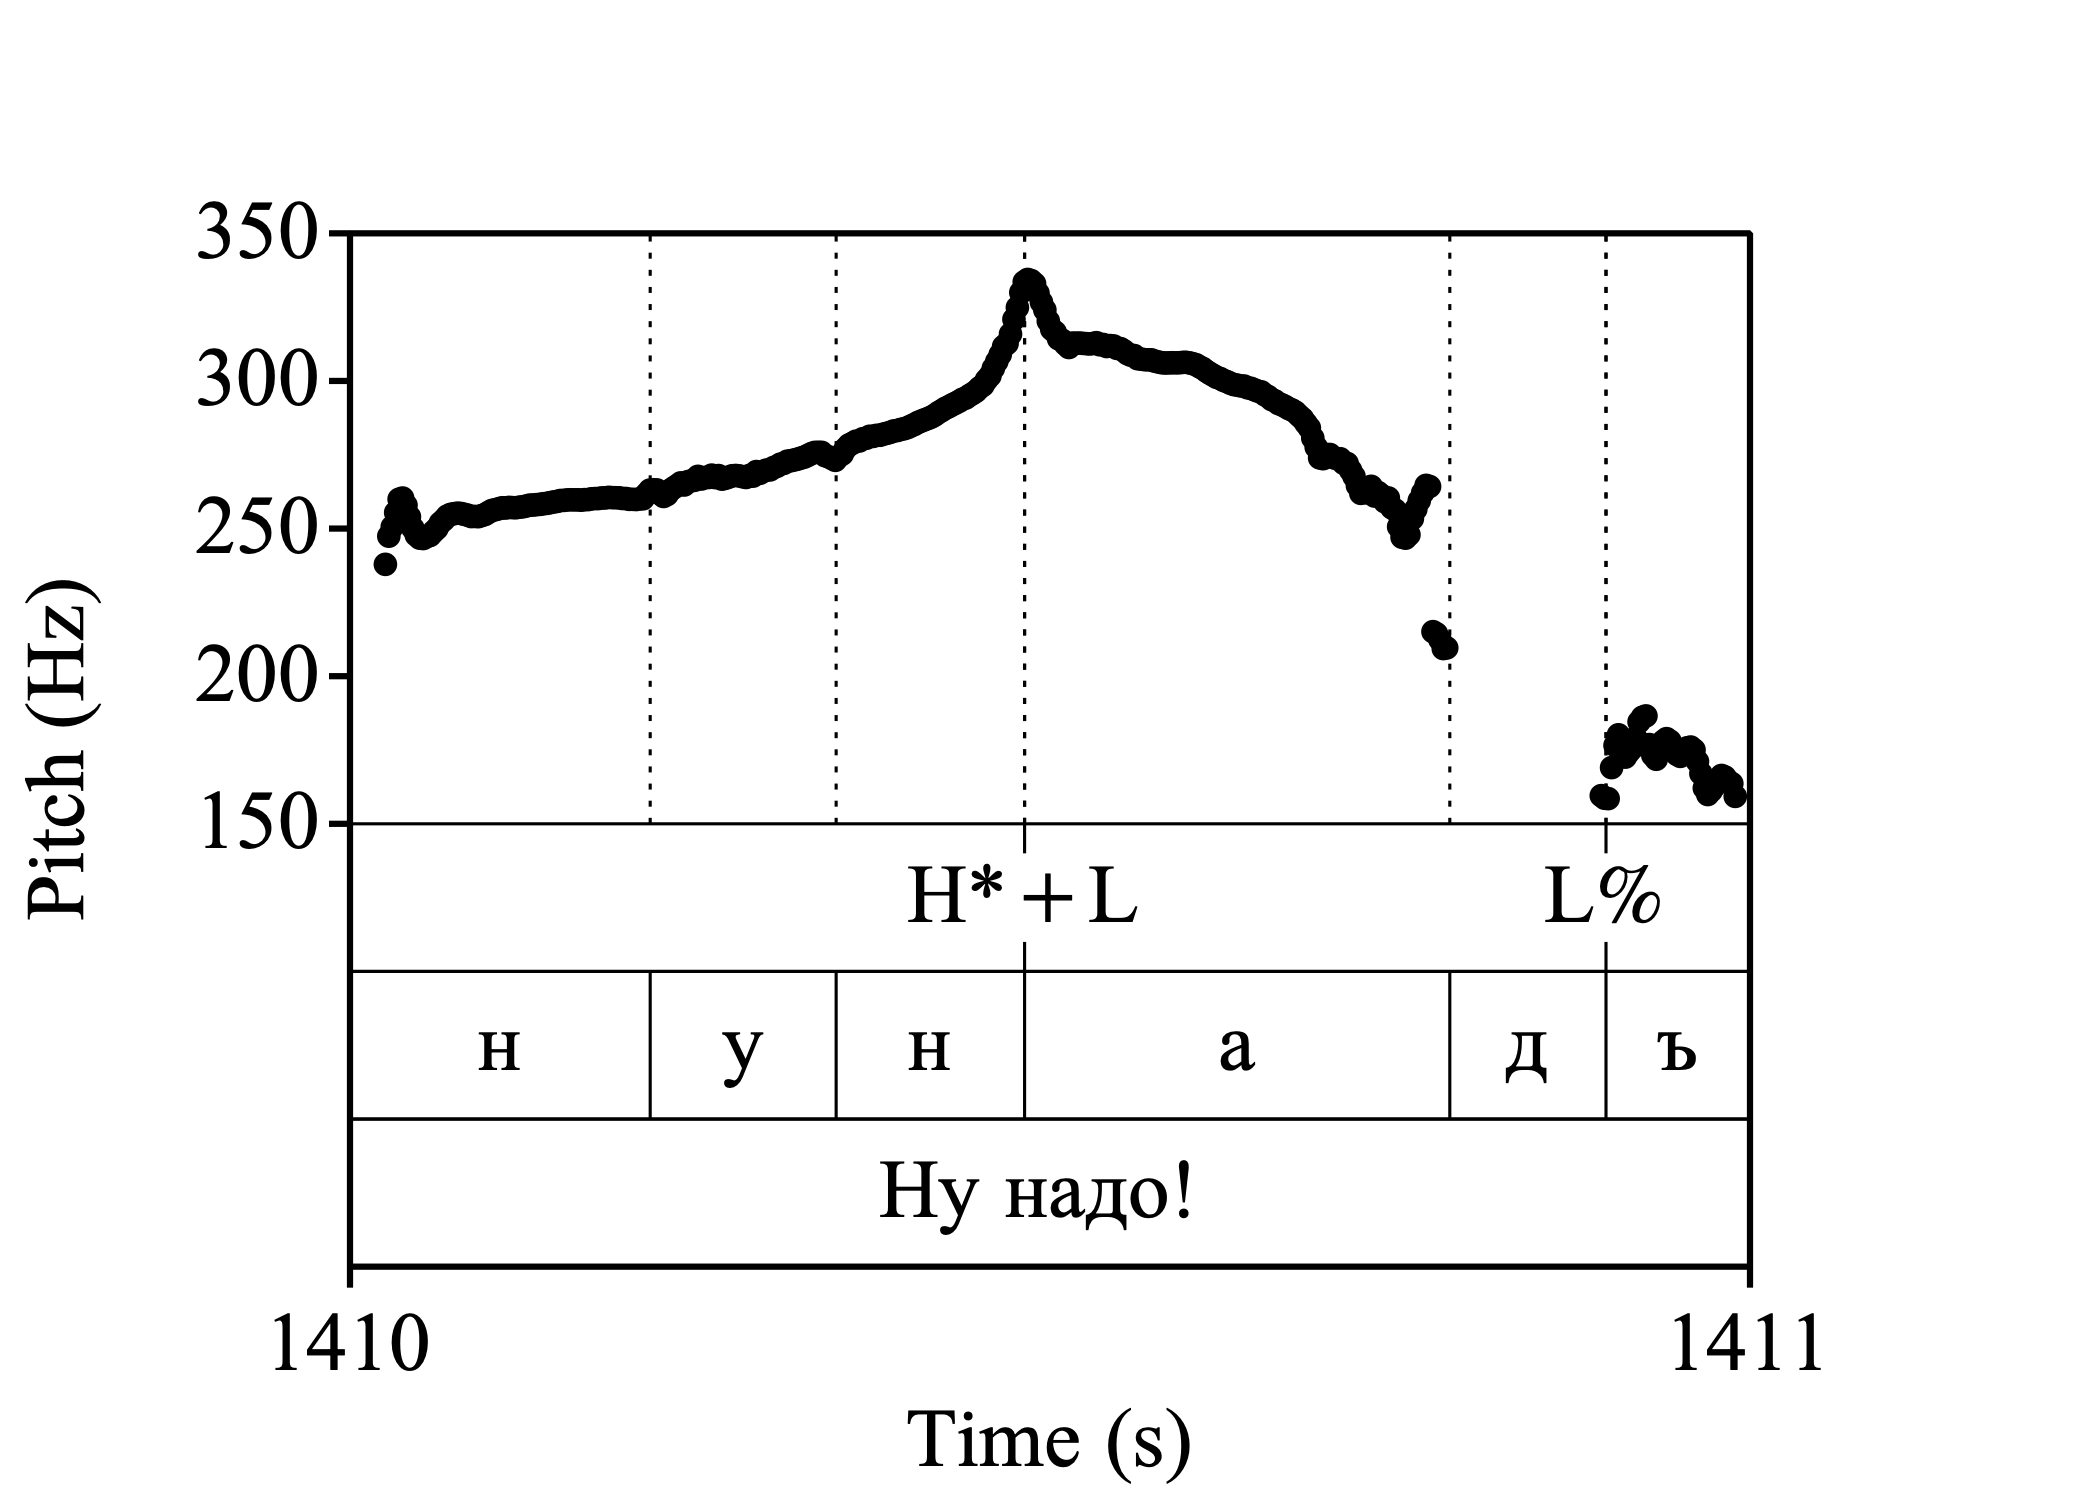 350
300
250
200
150
Pitch (Hz)
H* + L L%
н у н а д ъ
Ну надо!
1410 1411
Time (s)